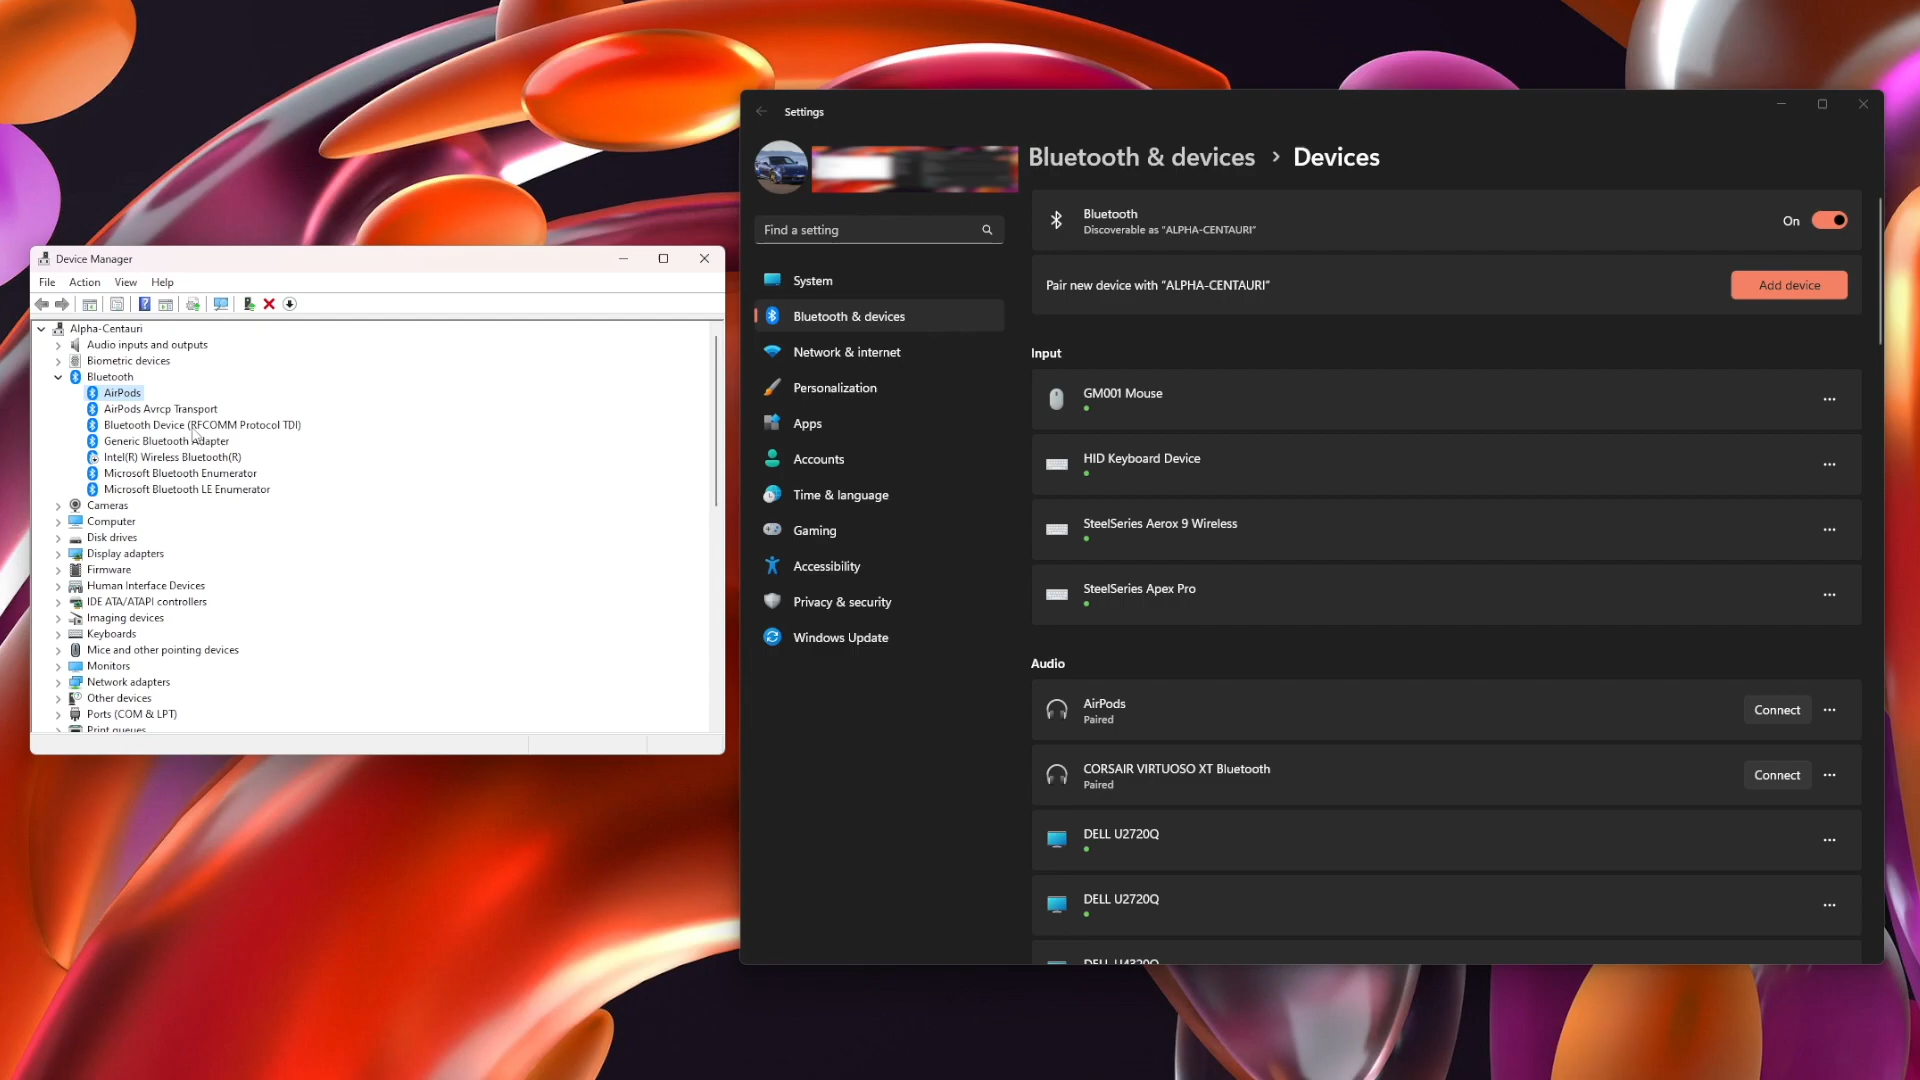 Device Manager
File Action View Help
Alpha-Centauri
Audio inputs and outputs
Biometric devices
Bluetooth
AirPods
AirPods Avrcp Transport
Bluetooth Device (RFCOMM Protocol TDI)
Generic Bluetooth Adapter
Intel(R) Wireless Bluetooth(R)
Microsoft Bluetooth Enumerator
Microsoft Bluetooth LE Enumerator
Cameras
Computer
Disk drives
Display adapters
Firmware
Human Interface Devices
IDE ATA/ATAPI controllers
Imaging devices
Keyboards
Mice and other pointing devices
Monitors
Network adapters
Other devices
Ports (COM & LPT)
Print queues
Settings
Find a setting
System
Bluetooth & devices
Network & internet
Personalization
Apps
Accounts
Time & language
Gaming
Accessibility
Privacy & security
Windows Update
Bluetooth & devices > Devices
Bluetooth
Discoverable as "ALPHA-CENTAURI"
On
Pair new device with "ALPHA-CENTAURI"
Add device
Input
GM001 Mouse
HID Keyboard Device
SteelSeries Aerox 9 Wireless
SteelSeries Apex Pro
Audio
AirPods
Paired
Connect
CORSAIR VIRTUOSO XT Bluetooth
Paired
Connect
DELL U2720Q
DELL U2720Q
DELL U4320Q